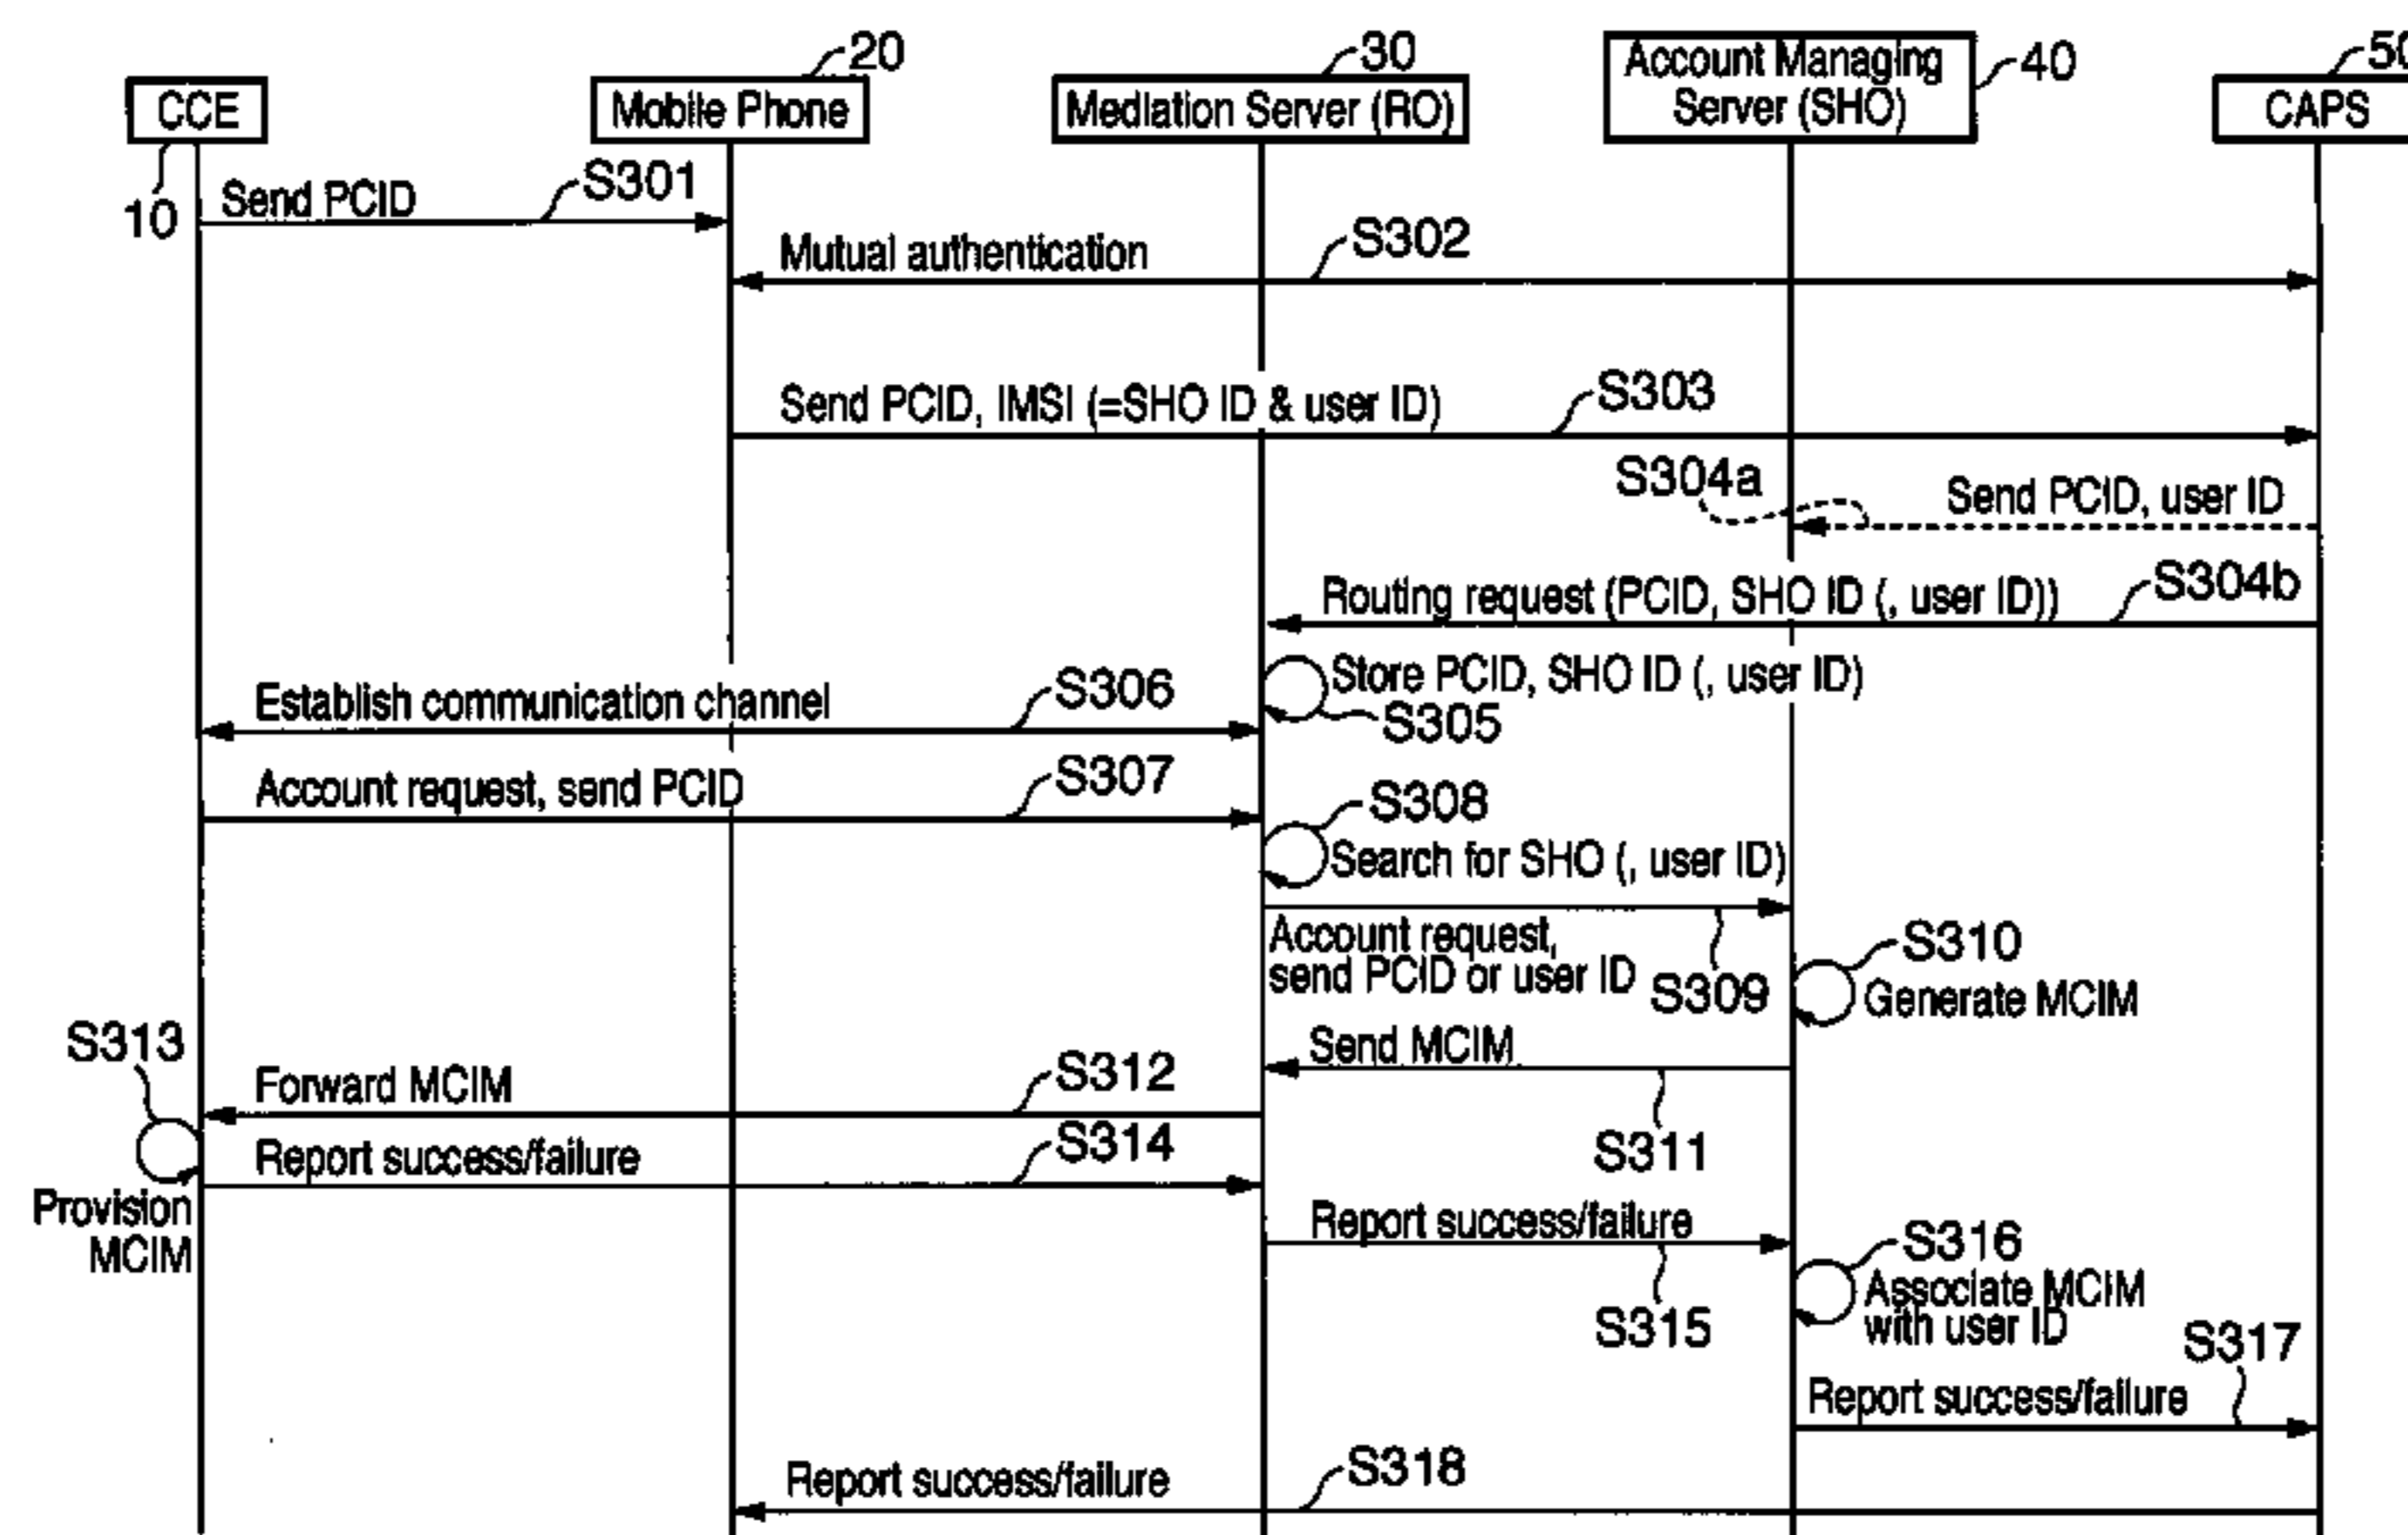 20
30
Account Managing
Server (SHO)
40
50
CCE
Mobile Phone
Mediation Server (RO)
CAPS
10
Send PCID
S301
Mutual authentication
S302
Send PCID, IMSI (=SHO ID & user ID)
S303
S304a
Send PCID, user ID
Routing request (PCID, SHO ID (, user ID))
S304b
Store PCID, SHO ID (, user ID)
S305
Establish communication channel
S306
Account request, send PCID
S307
S308
Search for SHO (, user ID)
Account request,
send PCID or user ID
S309
S310
Generate MCIM
Send MCIM
S311
Forward MCIM
S312
S313
Provision
MCIM
Report success/failure
S314
Report success/failure
S315
S316
Associate MCIM
with user ID
Report success/failure
S317
Report success/failure
S318